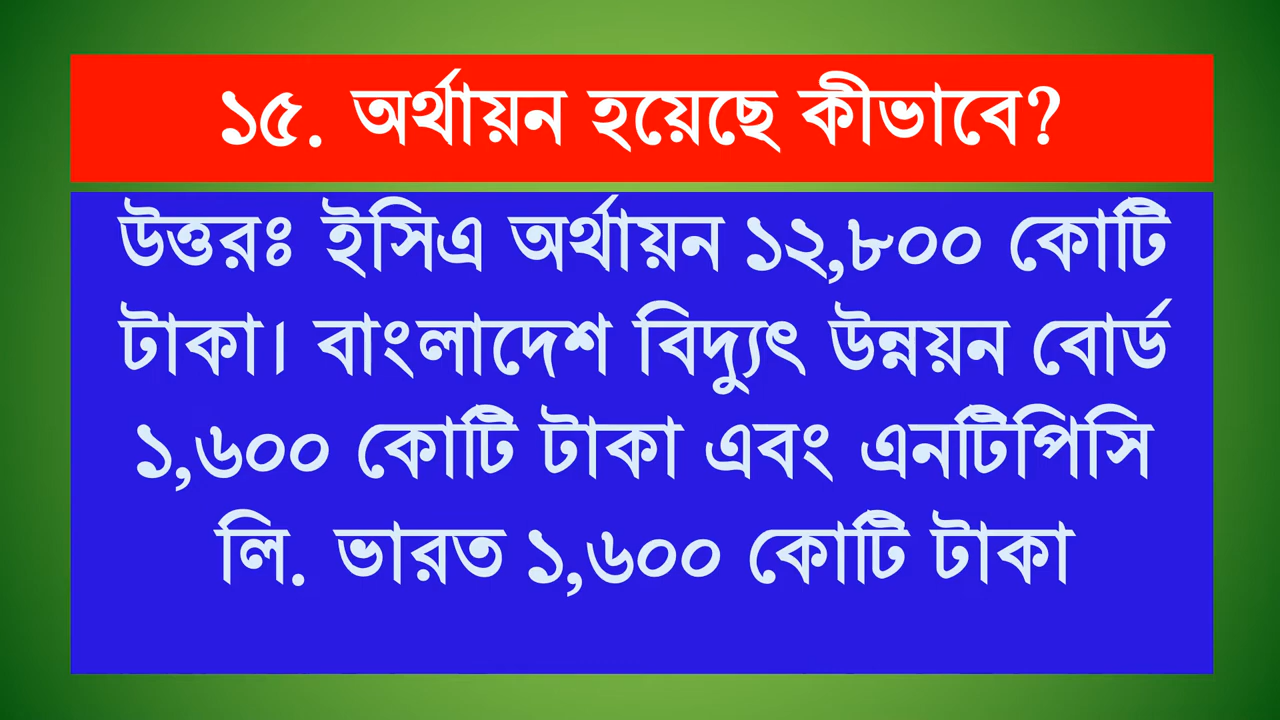 ১৫. অর্থায়ন হয়েছে কীভাবে?
উত্তরঃ ইসিএ অর্থায়ন ১২,৮০০ কোটি
টাকা। বাংলাদেশ বিদ্যুৎ উন্নয়ন বোর্ড
১,৬০০ কোটি টাকা এবং এনটিপিসি
লি. ভারত ১,৬০০ কোটি টাকা